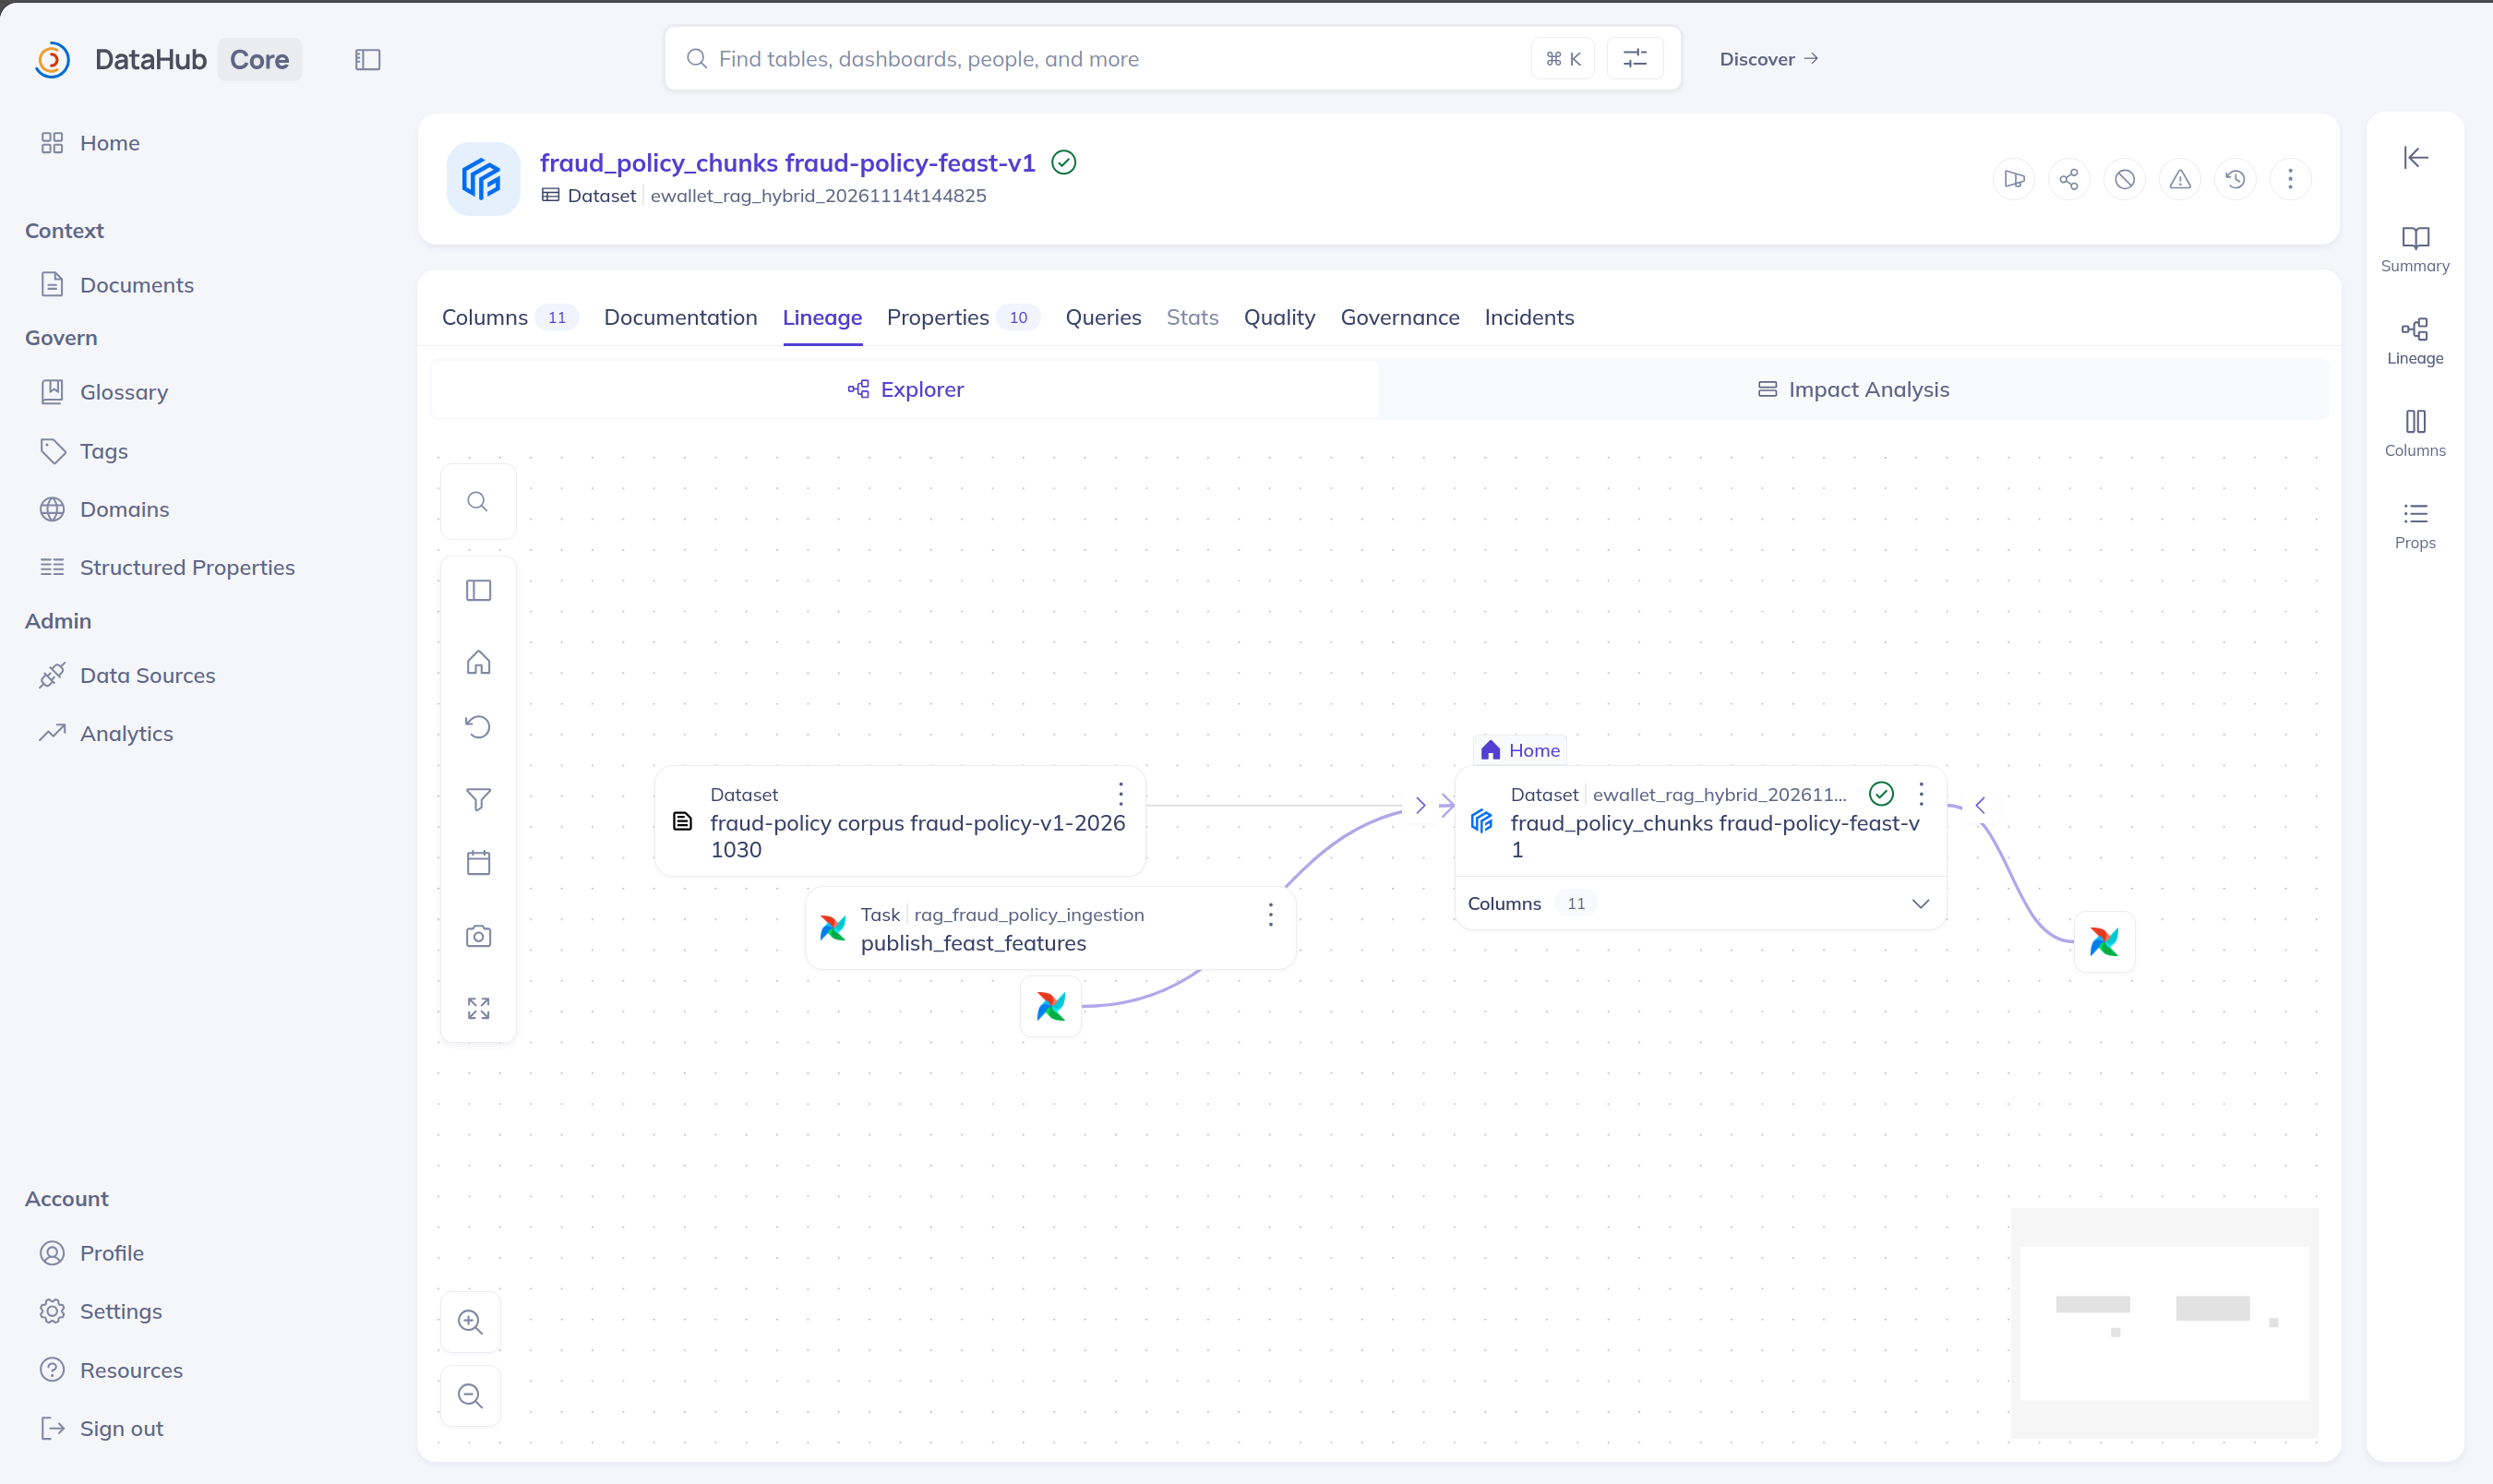 DataHub Core
Find tables, dashboards, people, and more
⌘ K
Discover →
Home
Context
Documents
Govern
Glossary
Tags
Domains
Structured Properties
Admin
Data Sources
Analytics
Account
Profile
Settings
Resources
Sign out
fraud_policy_chunks fraud-policy-feast-v1
Dataset ewallet_rag_hybrid_20261114t144825
Columns 11 Documentation Lineage Properties 10 Queries Stats Quality Governance Incidents
Explorer
Impact Analysis
Dataset
fraud-policy corpus fraud-policy-v1-2026
1030
Task rag_fraud_policy_ingestion
publish_feast_features
Home
Dataset ewallet_rag_hybrid_202611...
fraud_policy_chunks fraud-policy-feast-v
1
Columns 11
Summary
Lineage
Columns
Props